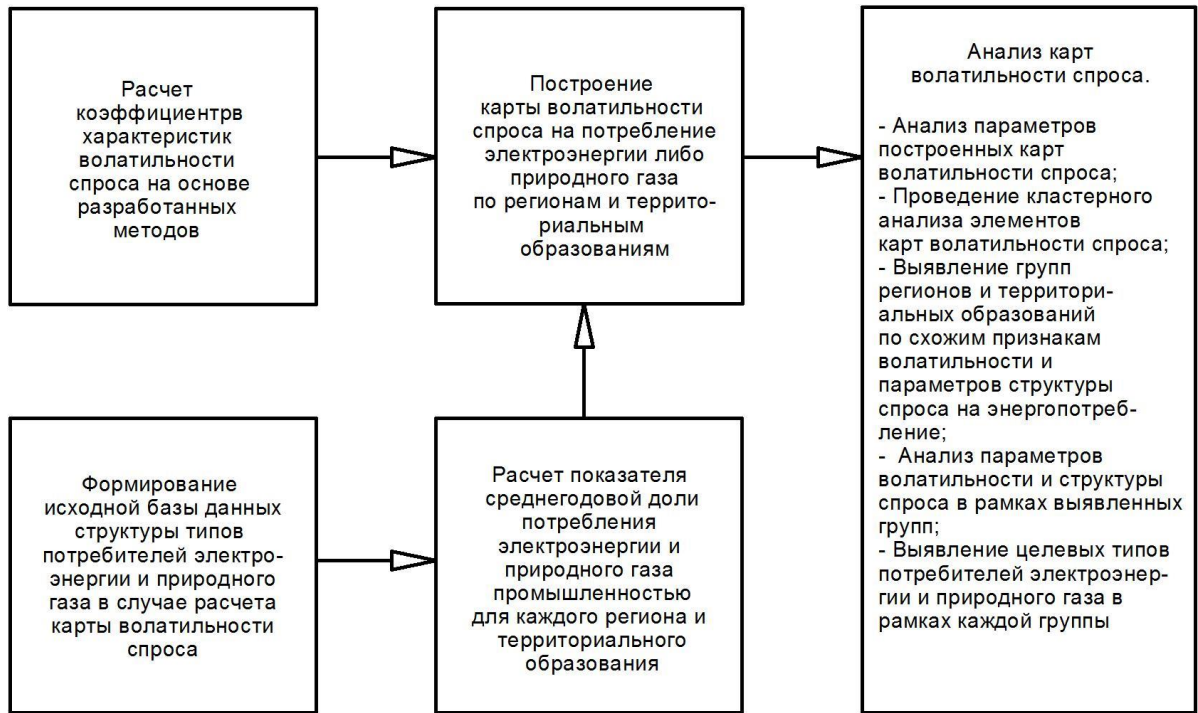 Расчет
коэффициентрв
характеристик
волатильности
спроса на основе
разработанных
методов
Построение
карты волатильности
спроса на потребление
электроэнергии либо
природного газа
по регионам и террито-
риальным
образованиям
Анализ карт
волатильности спроса.
- Анализ параметров
построенных карт
волатильности спроса;
- Проведение кластерного
анализа элементов
карт волатильности спроса;
- Выявление групп
регионов и территори-
альных образований
по схожим признакам
волатильности и
параметров структуры
спроса на энергопотреб-
ление;
- Анализ параметров
волатильности и структуры
спроса в рамках выявленных
групп;
- Выявление целевых типов
потребителей электроэнер-
гии и природного газа в
рамках каждой группы
Формирование
исходной базы данных
структуры типов
потребителей электро-
энергии и природного
газа в случае расчета
карты волатильности
спроса
Расчет показателя
среднегодовой доли
потребления
электроэнергии и
природного газа
промышленностью
для каждого региона и
территориального
образования